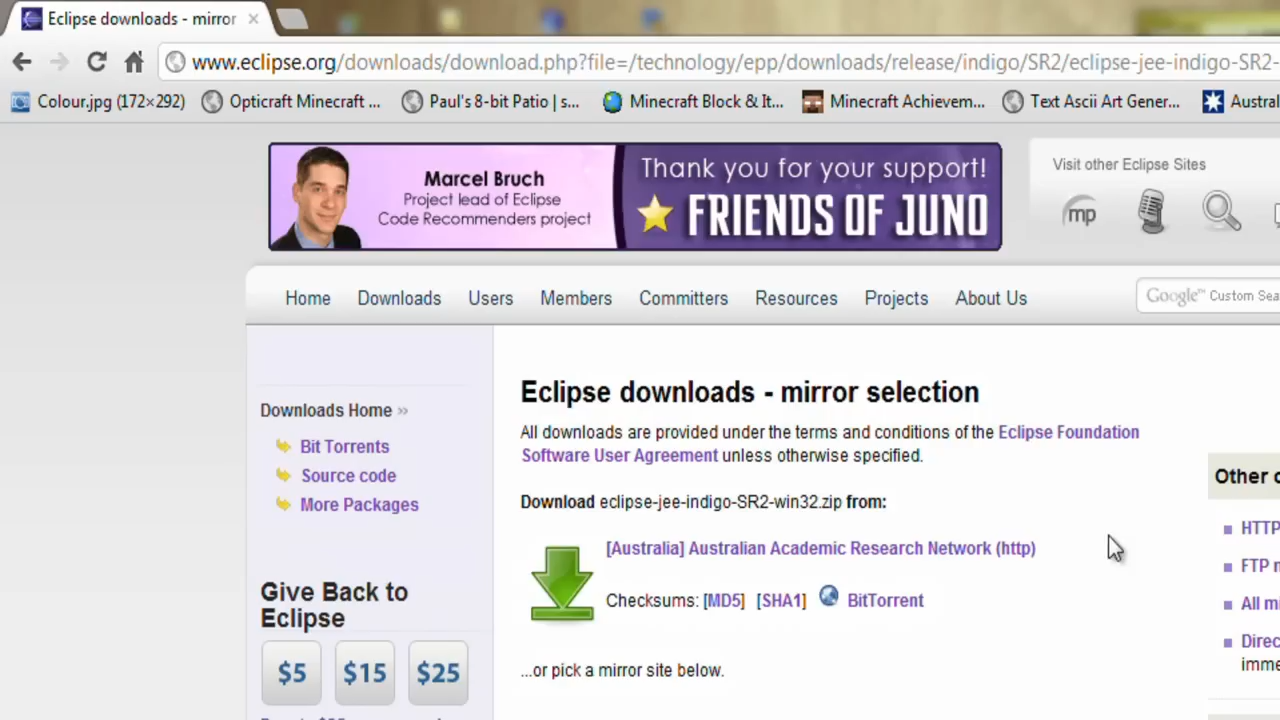 Eclipse downloads - mirror
www.eclipse.org/downloads/download.php?file=/technology/epp/downloads/release/indigo/SR2/eclipse-jee-indigo-SR2-
Colour.jpg (172×292) Opticraft Minecraft ... Paul's 8-bit Patio | s... Minecraft Block & It... Minecraft Achievem... Text Ascii Art Gener... Austral
Marcel Bruch
Project lead of Eclipse
Code Recommenders project
Thank you for your support!
FRIENDS OF JUNO
Visit other Eclipse Sites
mp
Home Downloads Users Members Committers Resources Projects About Us
Google™ Custom Sea
Downloads Home »
Bit Torrents
Source code
More Packages
Give Back to
Eclipse
$5 $15 $25
Eclipse downloads - mirror selection
All downloads are provided under the terms and conditions of the Eclipse Foundation
Software User Agreement unless otherwise specified.
Download eclipse-jee-indigo-SR2-win32.zip from:
[Australia] Australian Academic Research Network (http)
Checksums: [MD5] [SHA1] BitTorrent
...or pick a mirror site below.
Other
HTTP
FTP
All
Direc
imme